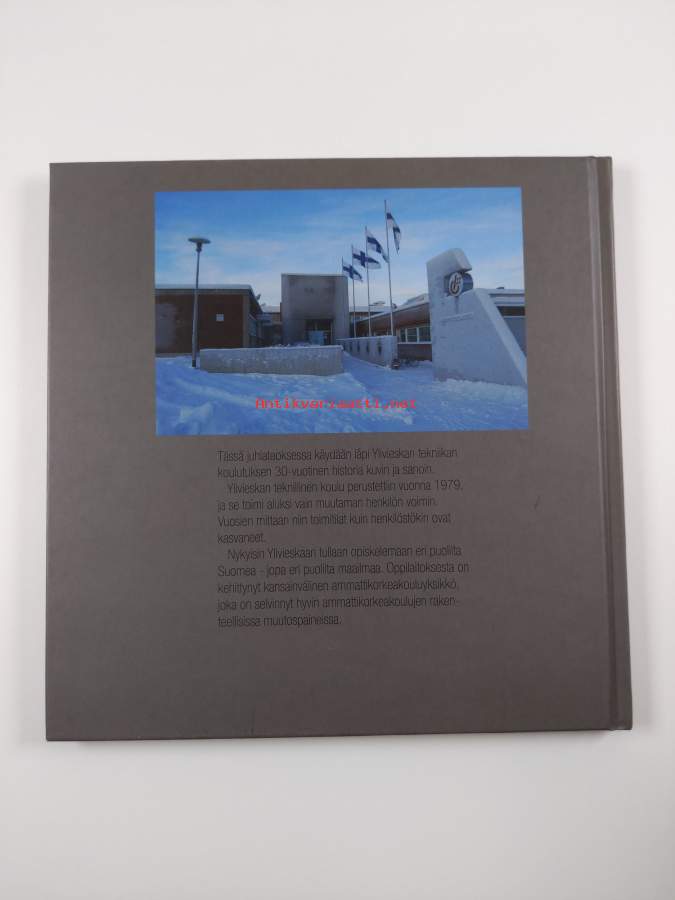 Antikvariaatti.net
Tässä juhlateoksessa käydään läpi Ylivieskan tekniikan
koulutuksen 30-vuotinen historia kuvin ja sanoin.
Ylivieskan teknillinen koulu perustettiin vuonna 1979,
ja se toimi aluksi vain muutaman henkilön voimin.
Vuosien mittaan niin toimitilat kuin henkilöstökin ovat
kasvaneet.
Nykyisin Ylivieskaan tullaan opiskelemaan eri puolilta
Suomea - jopa eri puolilta maailmaa. Oppilaitoksesta on
kehittynyt kansainvälinen ammattikorkeakouluyksikkö,
joka on selvinnyt hyvin ammattikorkeakoulujen raken-
teellisissa muutospaineissa.